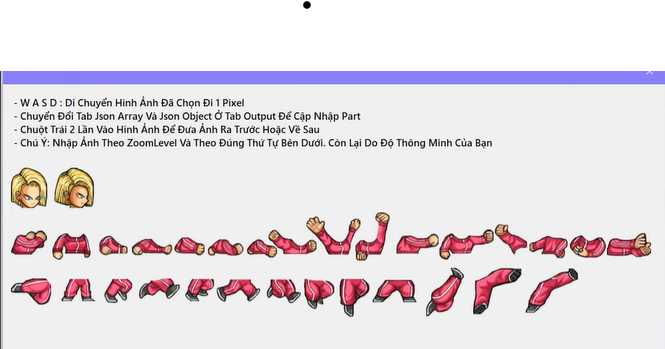 - W A S D : Di Chuyển Hình Ảnh Đã Chọn Đi 1 Pixel
- Chuyển Đổi Tab Json Array Và Json Object Ở Tab Output Để Cập Nhập Part
- Chuột Trái 2 Lần Vào Hình Ảnh Để Đưa Ảnh Ra Trước Hoặc Về Sau
- Chú Ý: Nhập Ảnh Theo ZoomLevel Và Theo Đúng Thứ Tự Bên Dưới. Còn Lại Do Độ Thông Minh Của Bạn